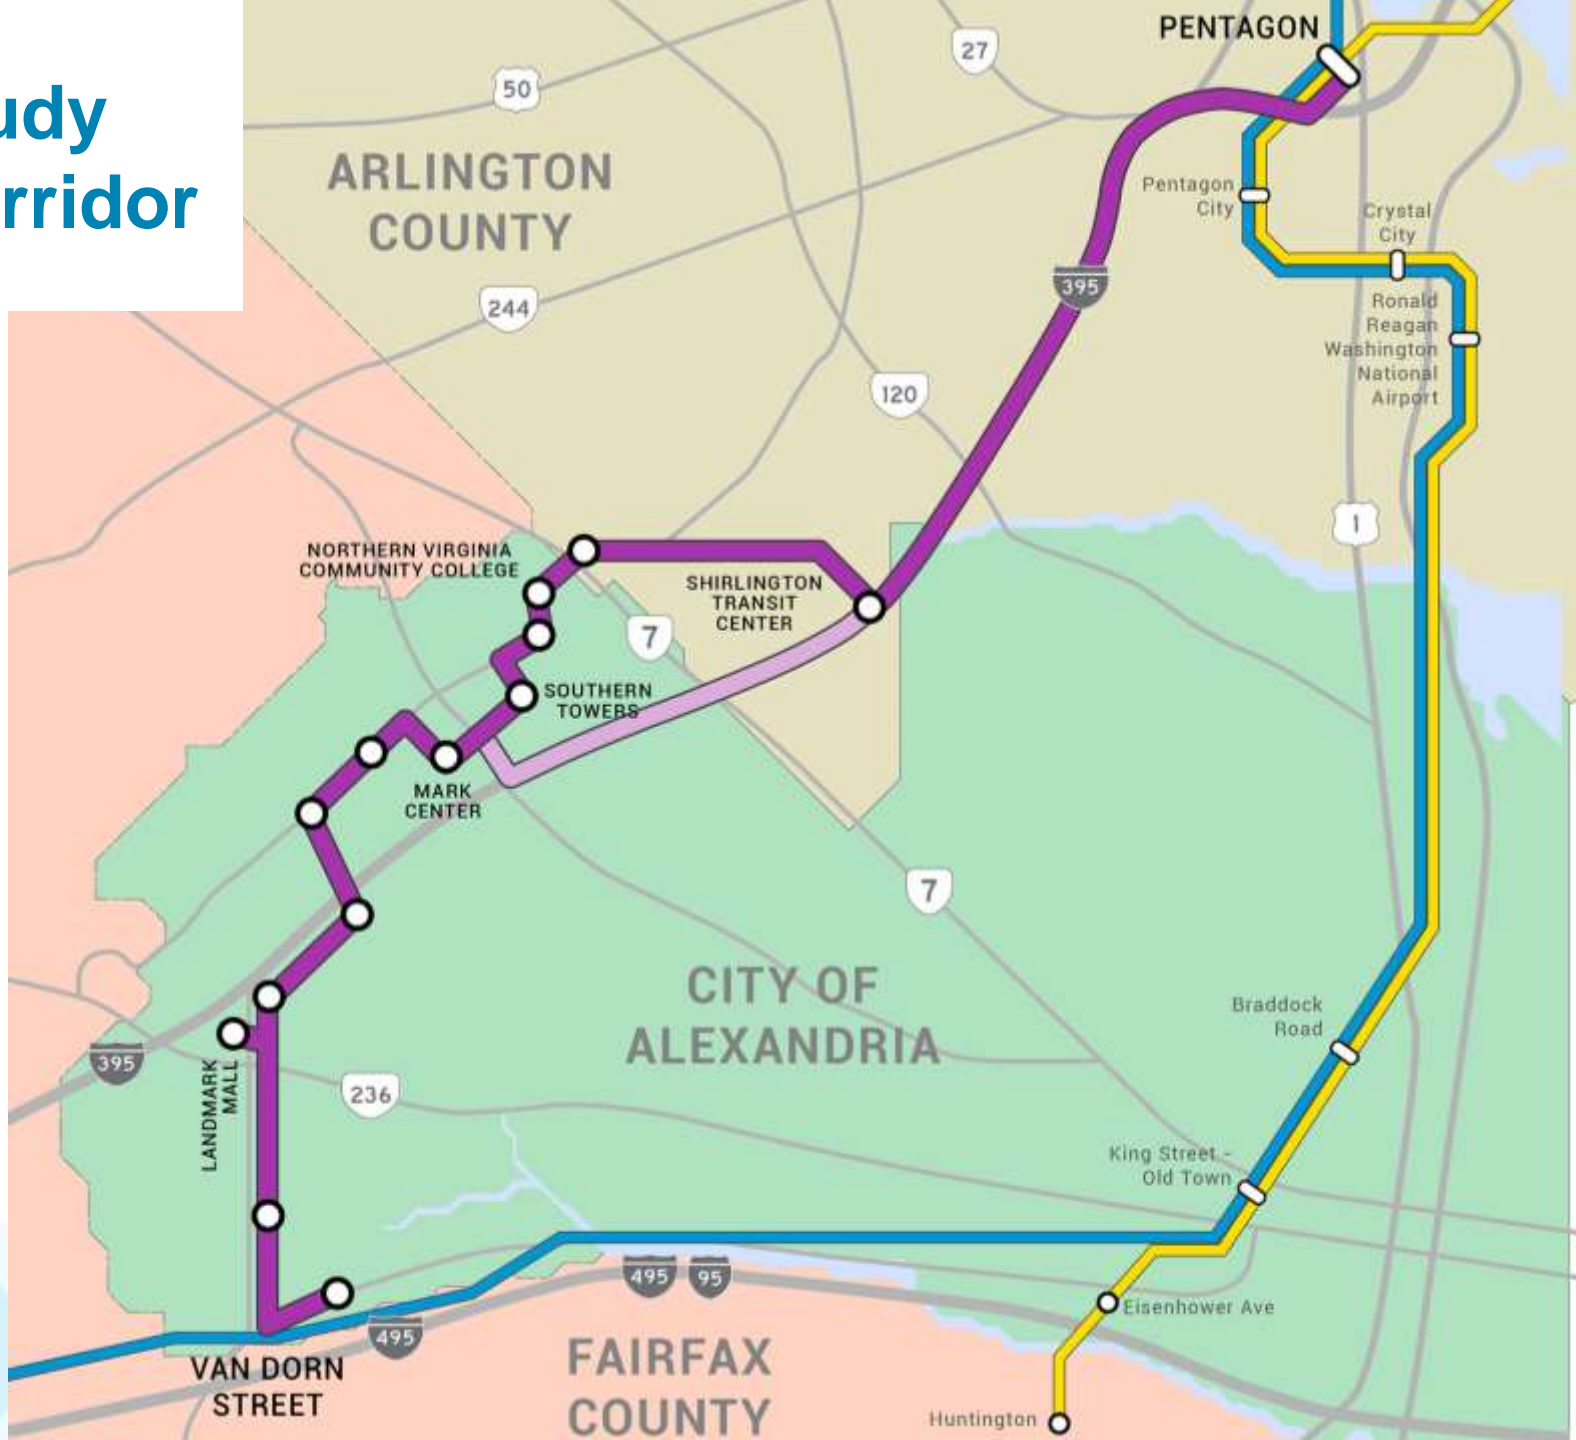 udy
rridor
PENTAGON
27
50
ARLINGTON
COUNTY
Pentagon
City
Crystal
City
395
244
Ronald
Reagan
Washington
National
Airport
120
1
NORTHERN VIRGINIA
COMMUNITY COLLEGE
SHIRLINGTON
TRANSIT
CENTER
7
SOUTHERN
TOWERS
MARK
CENTER
7
CITY OF
ALEXANDRIA
Braddock
Road
395
LANDMARK
MALL
236
King Street -
Old Town
495
95
Eisenhower Ave
495
VAN DORN
STREET
FAIRFAX
COUNTY
Huntington